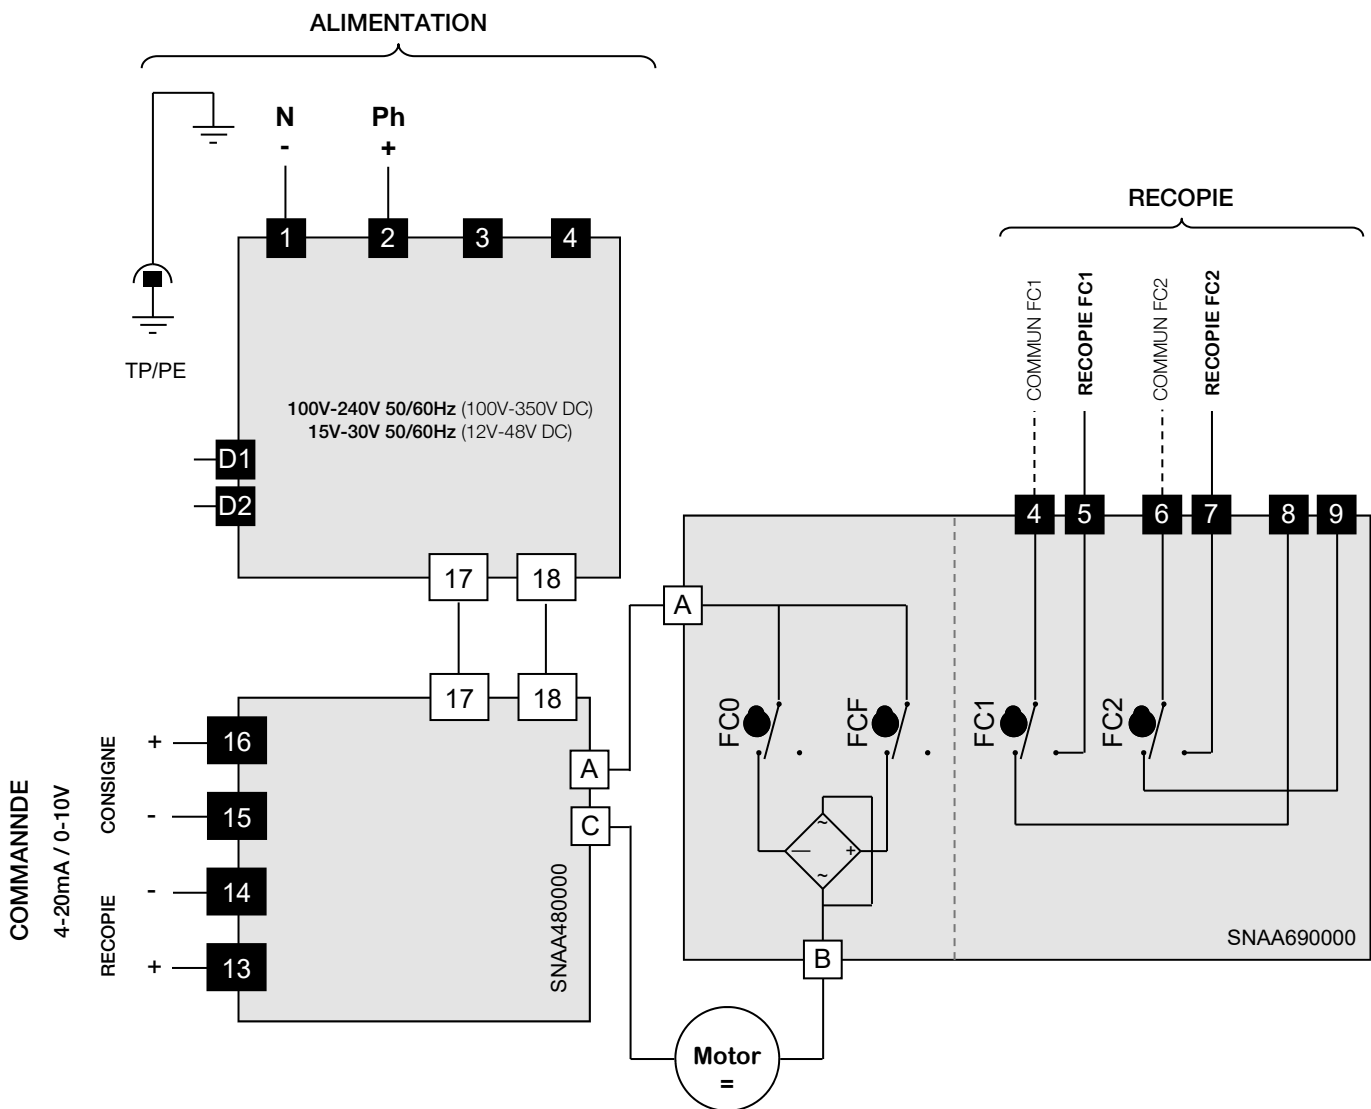 ALIMENTATION
N
-
Ph
+
1
2
3
4
TP/PE
100V-240V 50/60Hz (100V-350V DC)
15V-30V 50/60Hz (12V-48V DC)
D1
D2
17
18
17
18
COMMANNDE
4-20mA / 0-10V
CONSIGNE
RECOPIE
+
16
-
15
-
14
+
13
A
C
SNAA480000
RECOPIE
COMMUN FC1
RECOPIE FC1
COMMUN FC2
RECOPIE FC2
4
5
6
7
8
9
A
FC0
FCF
FC1
FC2
~
—
+
~
B
SNAA690000
Motor
=